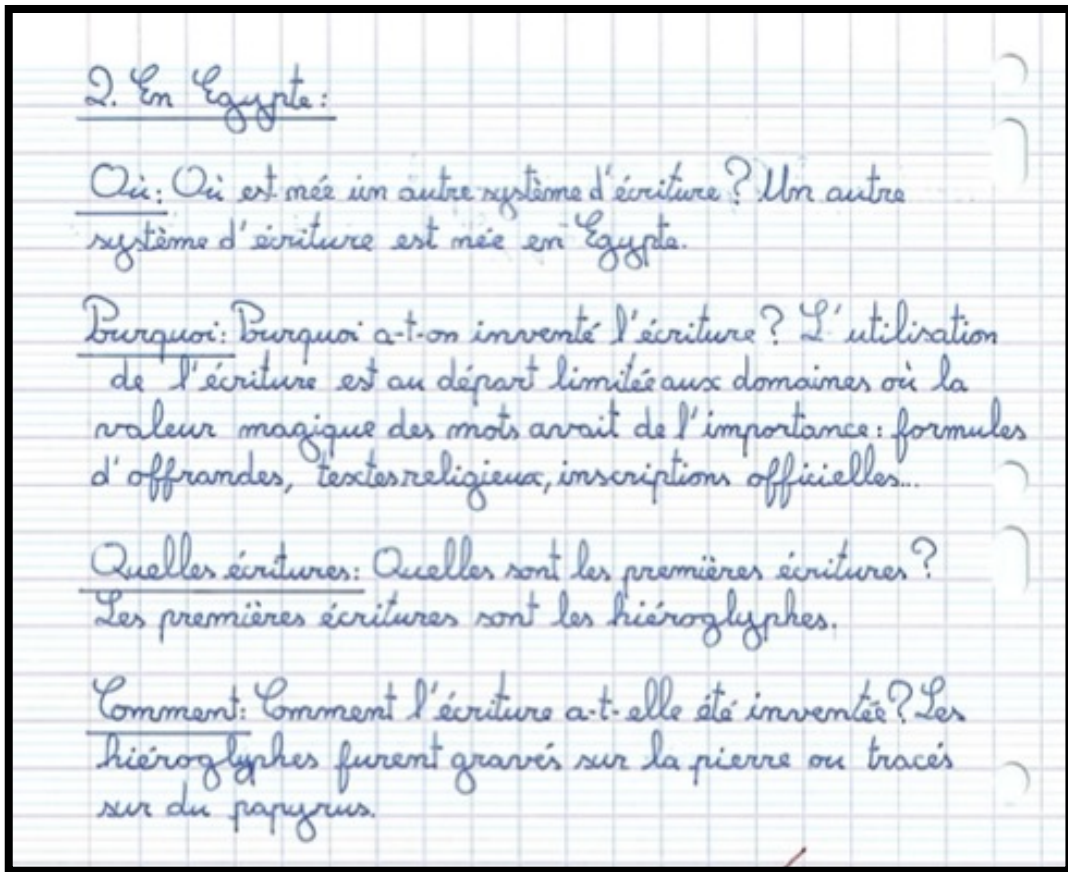 2. En Egypte:
Où: Où est née un autre système d'écriture? Un autre
système d'écriture est née en Egypte.
Pourquoi: Pourquoi a-t-on inventé l'écriture? L'utilisation
de l'écriture est au départ limitée aux domaines où la
valeur magique des mots avait de l'importance: formules
d'offrandes, textes religieux, inscriptions officielles...
Quelles écritures: Quelles sont les premières écritures?
Les premières écritures sont les hiéroglyphes.
Comment: Comment l'écriture a-t-elle été inventée? Les
hiéroglyphes furent gravés sur la pierre ou tracés
sur du papyrus.